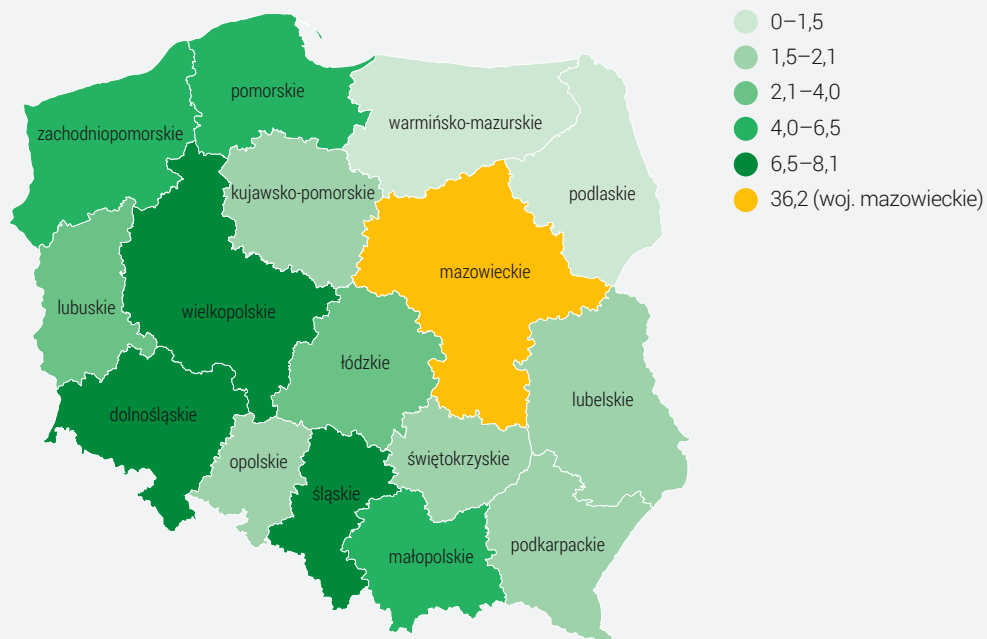 0–1,5
1,5–2,1
2,1–4,0
4,0–6,5
6,5–8,1
36,2 (woj. mazowieckie)
pomorskie
zachodniopomorskie
warmińsko-mazurskie
kujawsko-pomorskie
podlaskie
mazowieckie
lubuskie
wielkopolskie
łódzkie
lubelskie
dolnośląskie
opolskie
świętokrzyskie
śląskie
małopolskie
podkarpackie